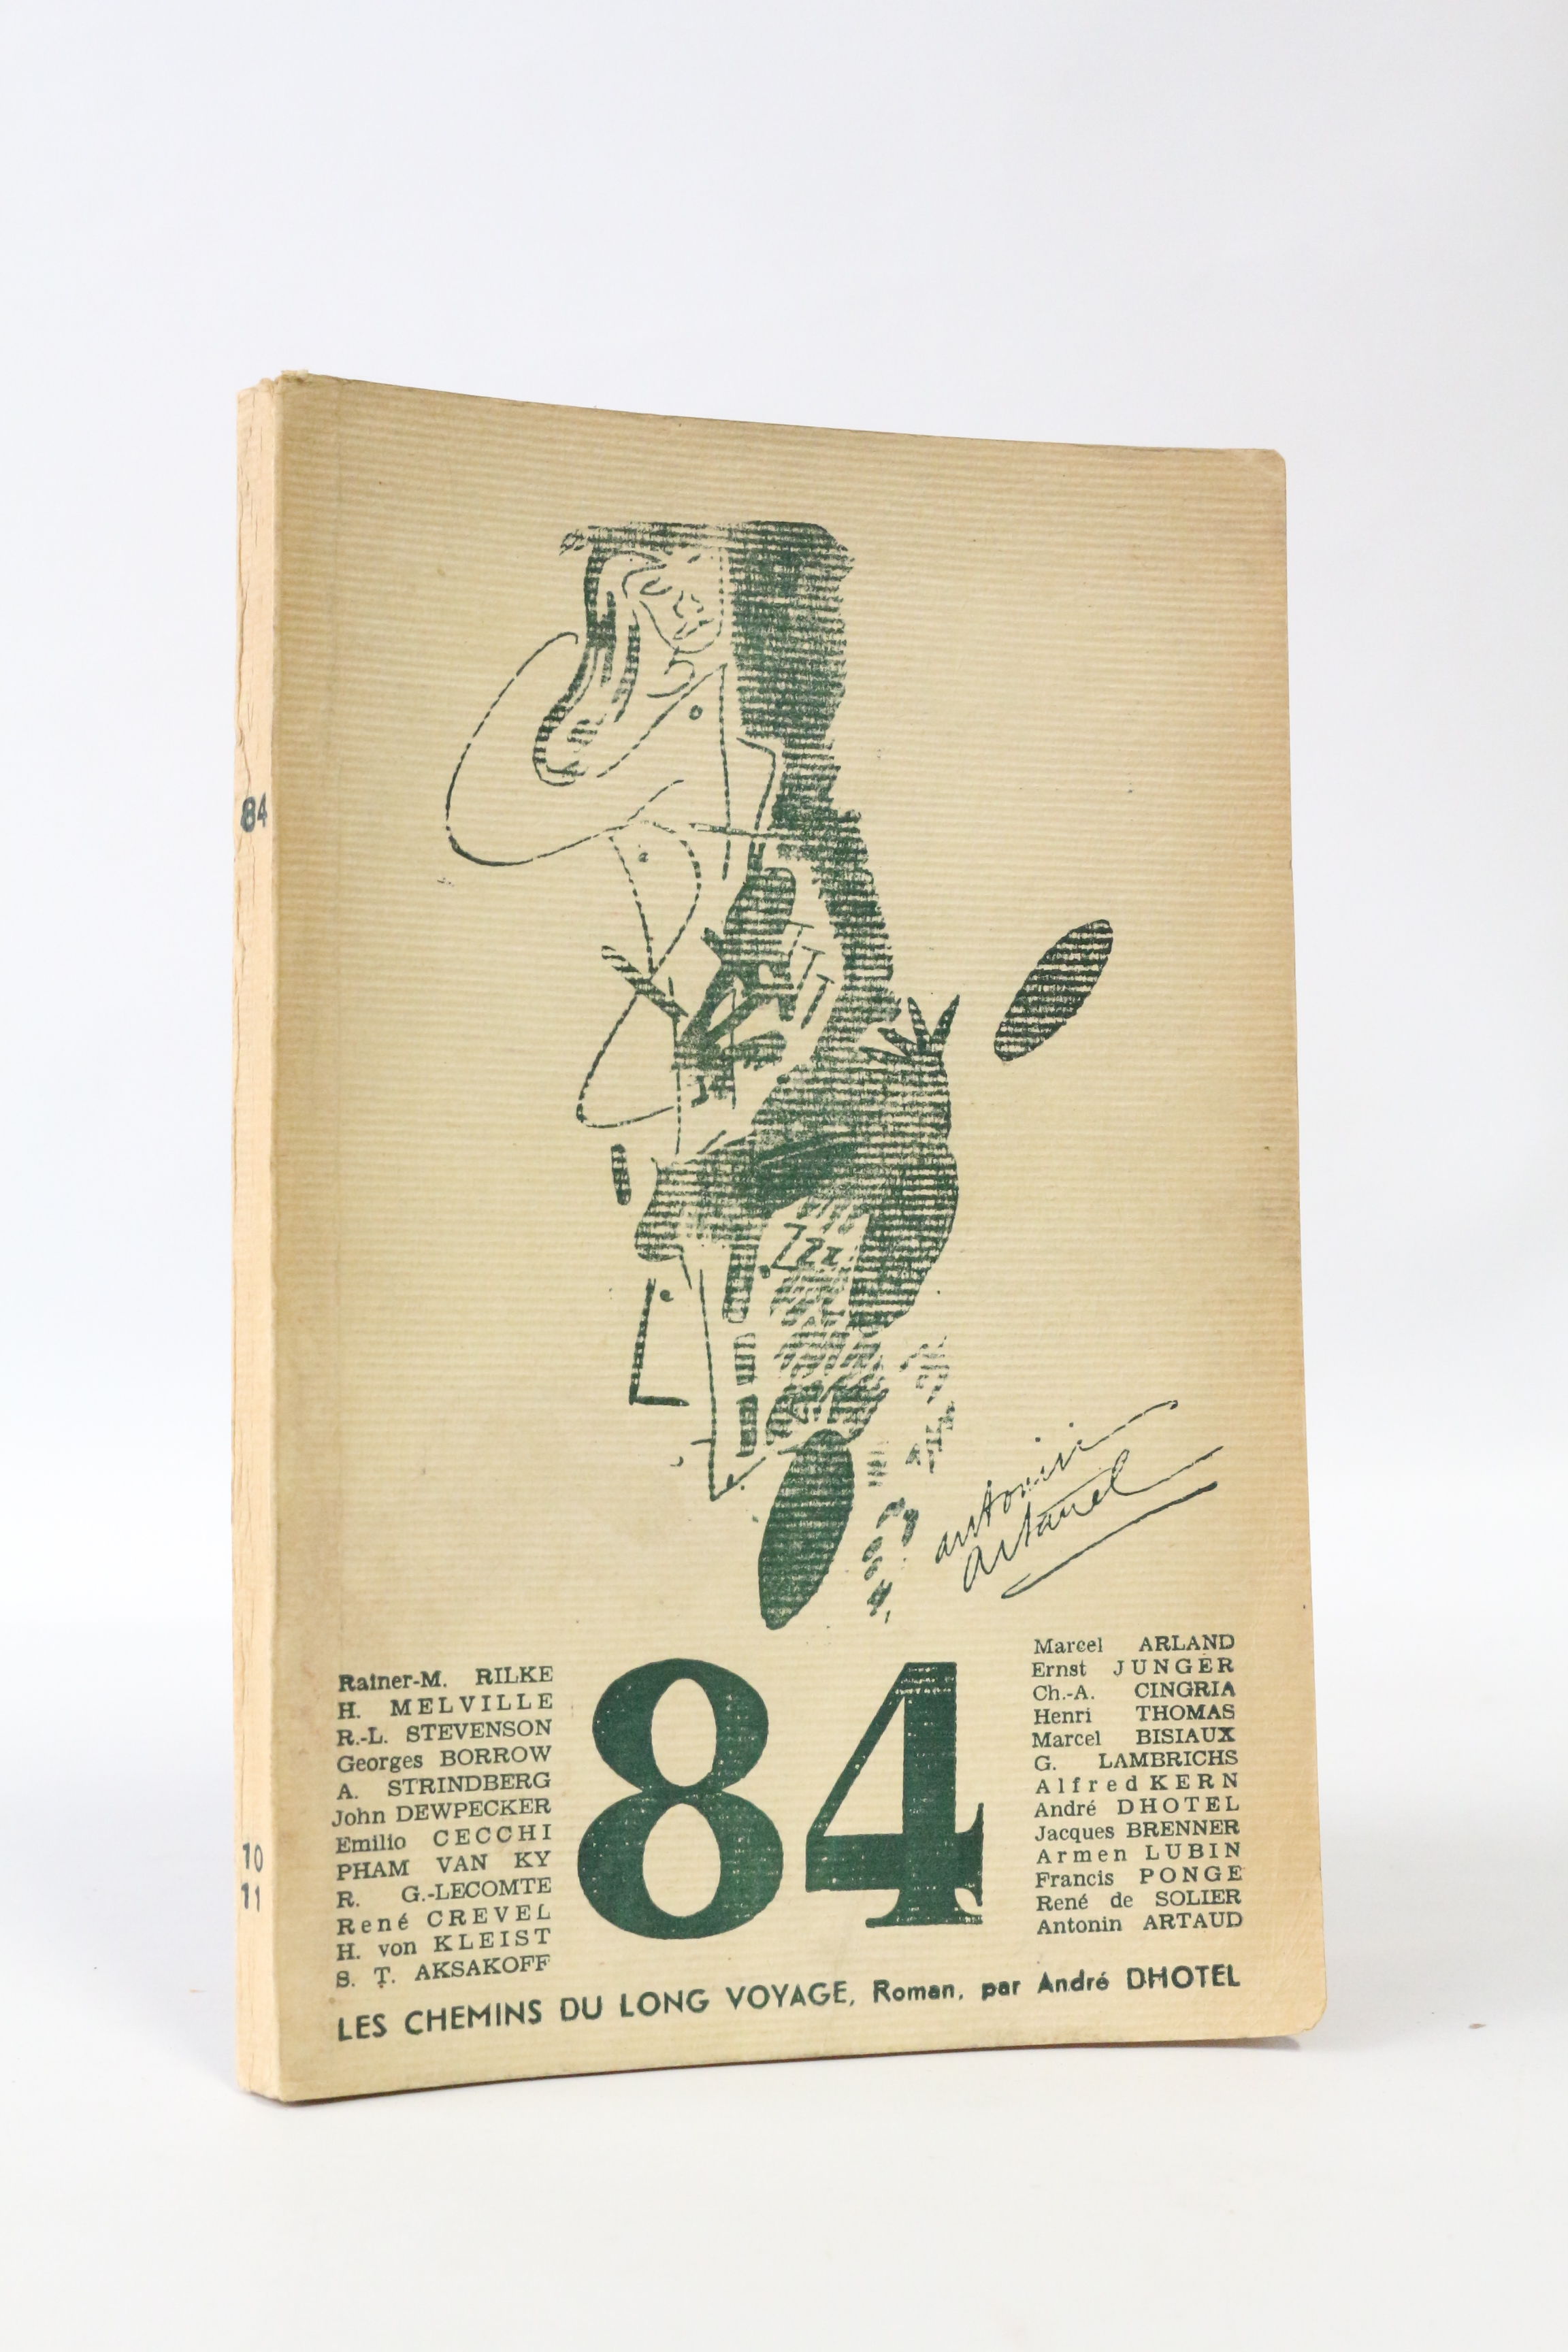 84
10
11
Zzz
antonin
artaud
Rainer-M. RILKE
H. MELVILLE
R.-L. STEVENSON
Georges BORROW
A. STRINDBERG
John DEWPECKER
Emilio CECCHI
PHAM VAN KY
R. G.-LECOMTE
René CREVEL
H. von KLEIST
S. T. AKSAKOFF
84
Marcel ARLAND
Ernst JUNGER
Ch.-A. CINGRIA
Henri THOMAS
Marcel BISIAUX
G. LAMBRICHS
Alfred KERN
André DHOTEL
Jacques BRENNER
Armen LUBIN
Francis PONGE
René de SOLIER
Antonin ARTAUD
LES CHEMINS DU LONG VOYAGE, Roman, par André DHOTEL